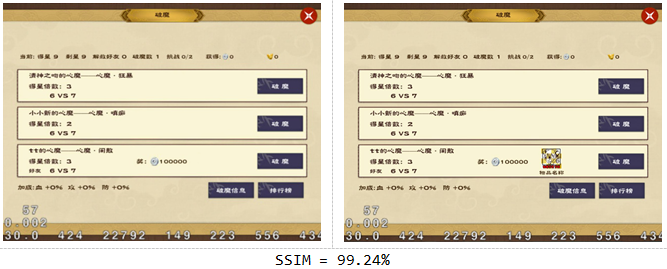 破魔
当前: 得星 9 剩星 9 解救好友 0 破魔数 1 挑战 0/2 获得: 0 0
清神之吻的心魔——心魔·狂暴
得星倍数: 3
破魔
6 VS 7
小小新的心魔——心魔·嗔痴
得星倍数: 2
破魔
6 VS 7
tt的心魔——心魔·闲散
得星倍数: 3 奖: 100000
破魔
好友 6 VS 7
加成: 血 +0% 攻 +0% 防 +0%
破魔信息 排行榜
57
0.002
30.0 424 22792 149 223 556 434
破魔
当前: 得星 9 剩星 9 解救好友 0 破魔数 1 挑战 0/2 获得: 0 0
清神之吻的心魔——心魔·狂暴
得星倍数: 3
破魔
6 VS 7
小小新的心魔——心魔·嗔痴
得星倍数: 2
破魔
6 VS 7
tt的心魔——心魔·闲散
得星倍数: 3 奖: 100000
破魔
好友 6 VS 7 物品名称
加成: 血 +0% 攻 +0% 防 +0%
破魔信息 排行榜
57
0.002
30.0 424 22792 149 223 556 434
SSIM = 99.24%